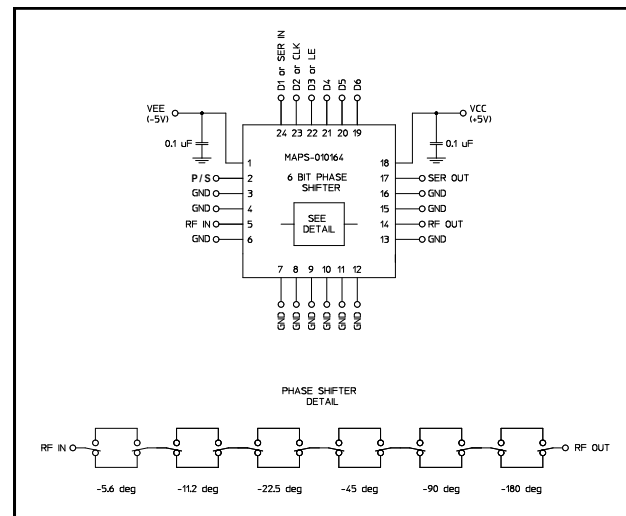 D1 or SER IN
D2 or CLK
D3 or LE
D4
D5
D6
VEE
(-5V)
VCC
(+5V)
0.1 uF
0.1 uF
24 23 22 21 20 19
MAPS-010164
6 BIT PHASE
SHIFTER
SEE
DETAIL
1
P/S 2
GND 3
GND 4
RF IN 5
GND 6
18
17 SER OUT
16 GND
15 GND
14 RF OUT
13 GND
7 8 9 10 11 12
GND GND GND GND GND GND
PHASE SHIFTER
DETAIL
RF IN RF OUT
-5.6 deg -11.2 deg -22.5 deg -45 deg -90 deg -180 deg